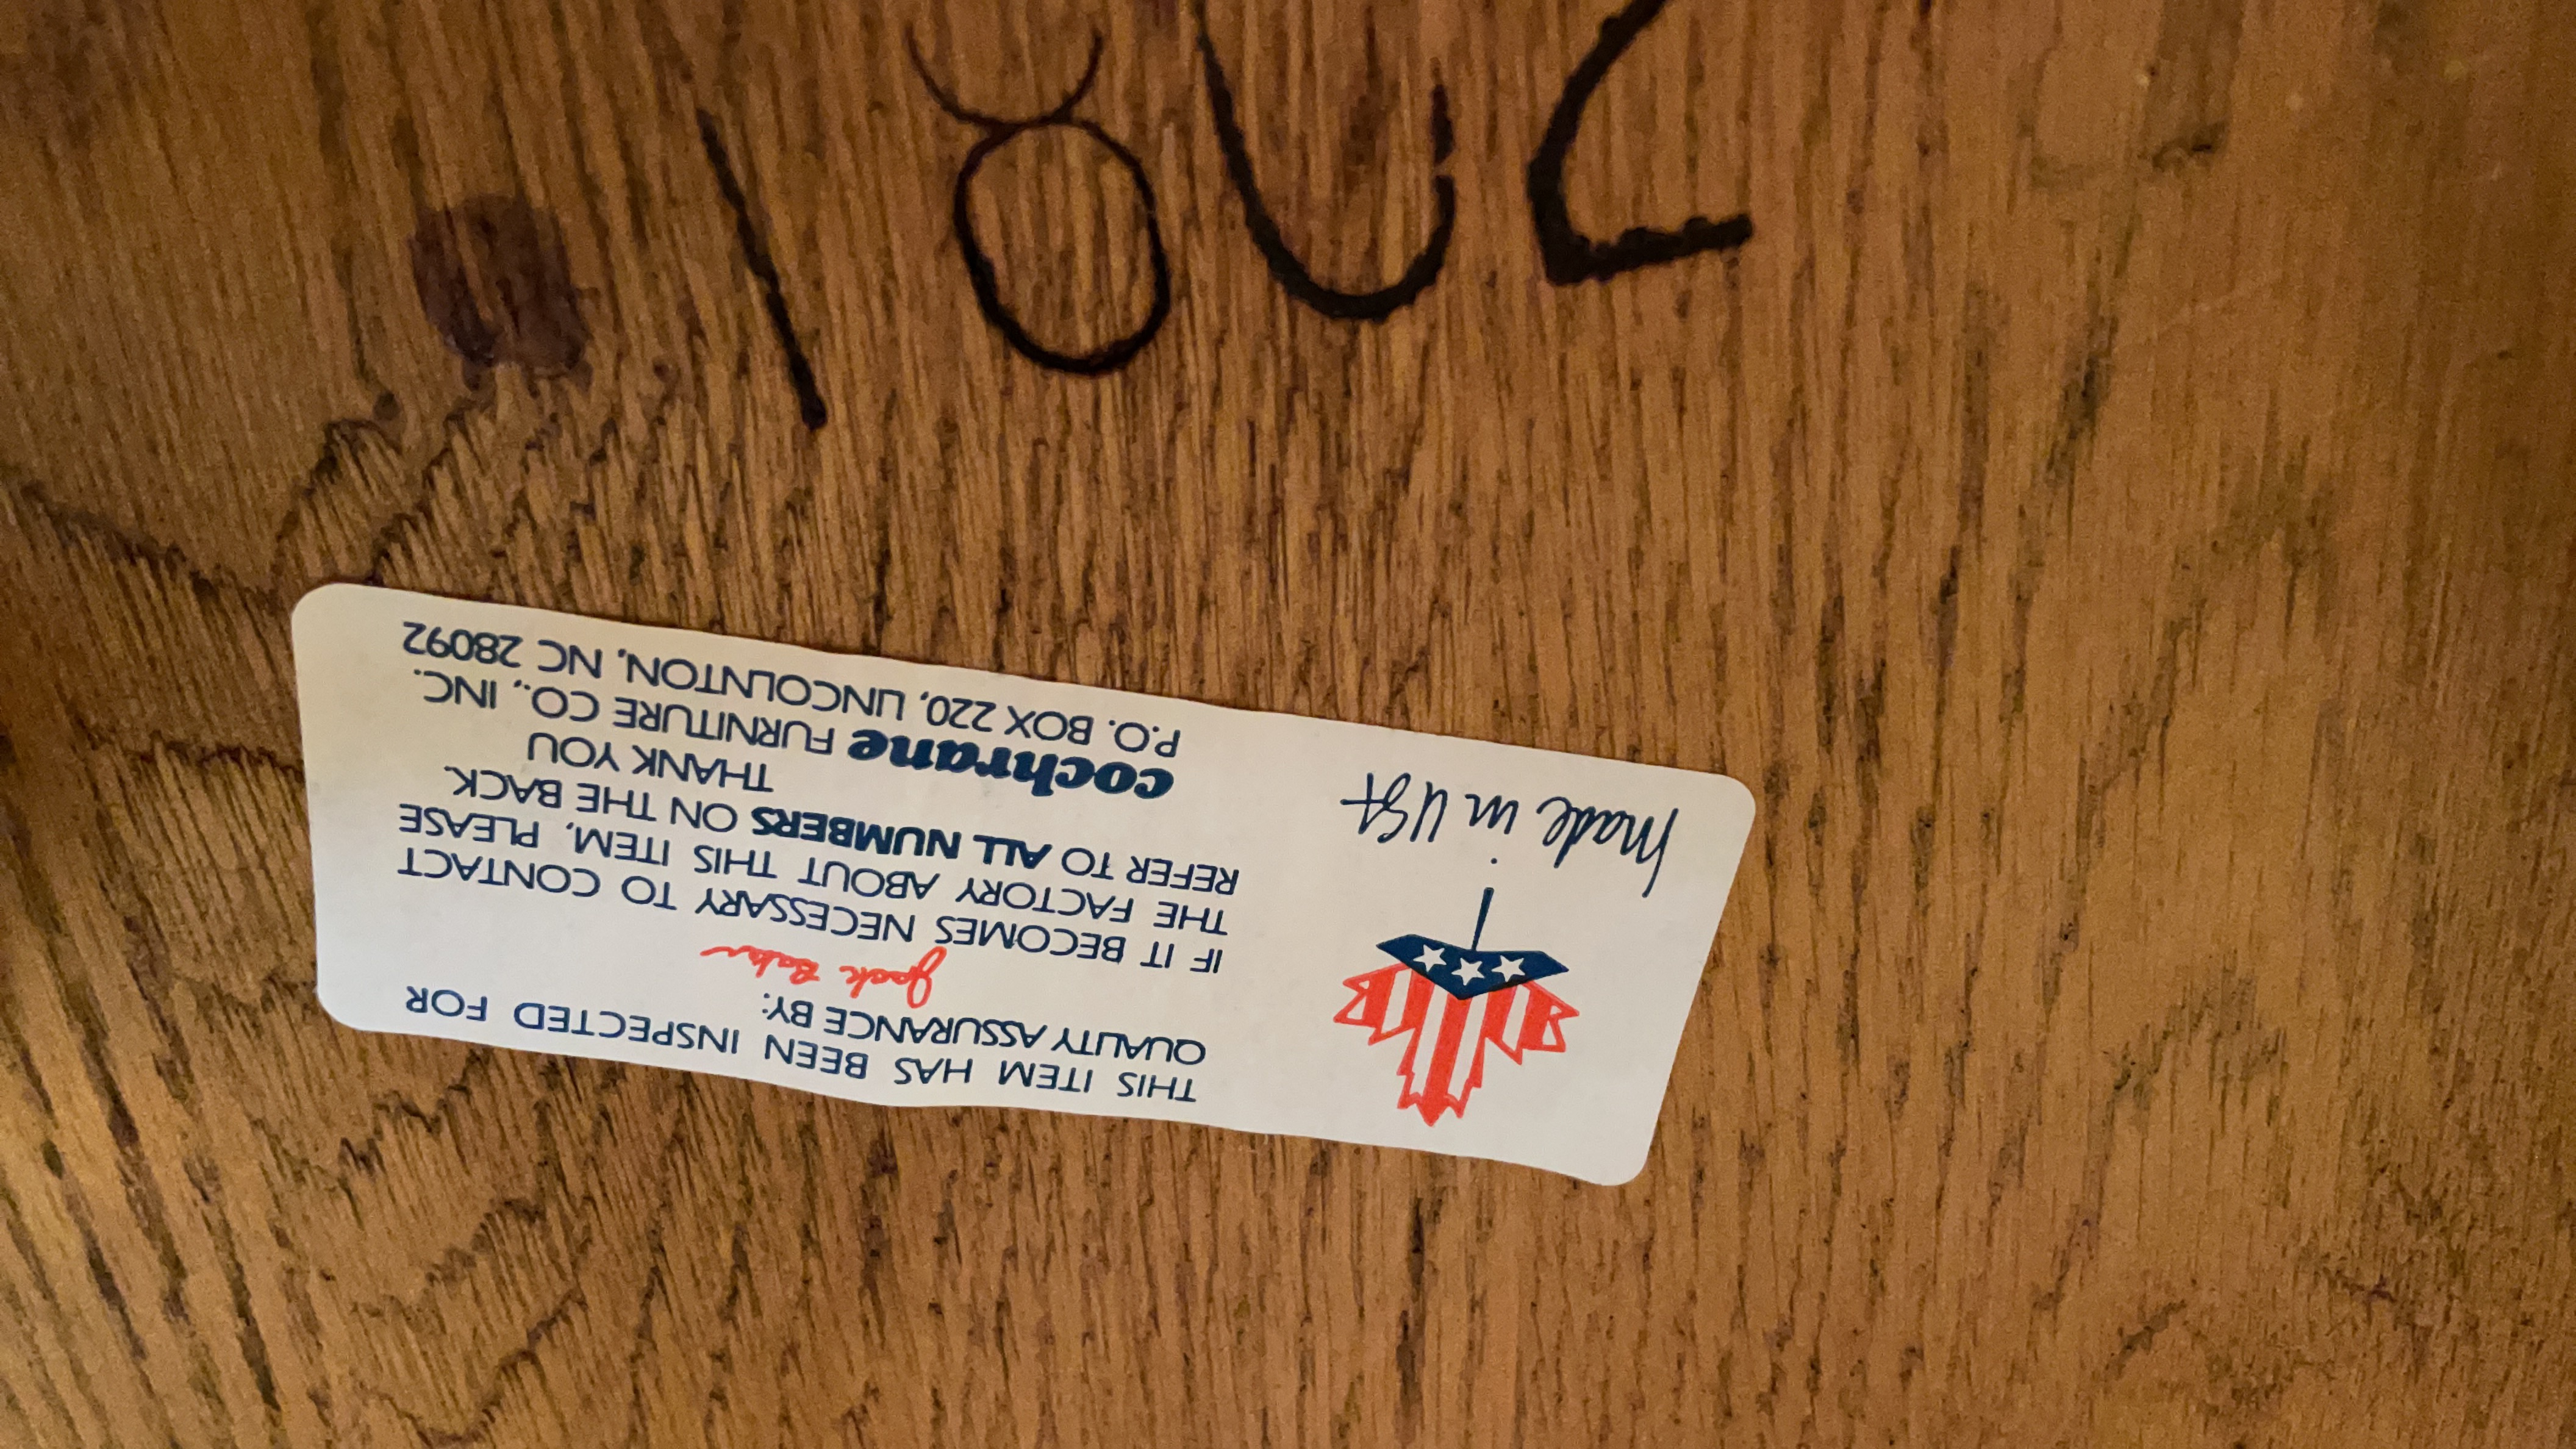 THIS ITEM HAS BEEN INSPECTED FOR
QUALITY ASSURANCE BY:
Jack Baker
IF IT BECOMES NECESSARY TO CONTACT
THE FACTORY ABOUT THIS ITEM, PLEASE
REFER TO ALL NUMBERS ON THE BACK.
THANK YOU
cochrane FURNITURE CO., INC.
P.O. BOX 220, LINCOLNTON, NC 28092
Made in USA